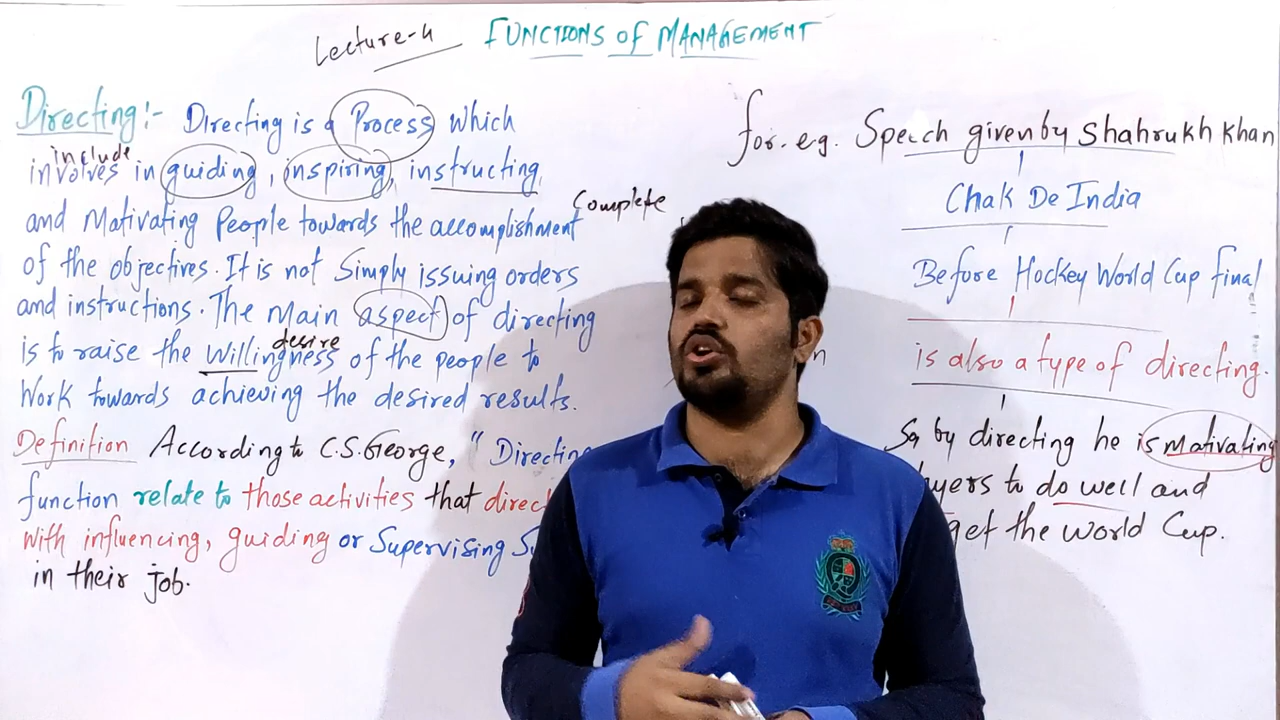 Lecture-4 FUNCTIONS of MANAGEMENT
Directing:- Directing is a Process which
include
involves in guiding, inspiring, instructing,
and Mativating People towards the accomplishment
Complete
of the objectives. It is not Simply issuing orders
and instructions. The Main aspect of directing
desire
is to raise the Willingness of the people to
Work towards achieving the desired results.
Definition According to C.S.George, "Directing
function relate to those activities that direc
With influencing, guiding or Supervising
in their job.
for. e.g. Speech given by Shahrukh Khan
Chak De India
Before Hockey World Cup final
is also a type of directing.
So, by directing he is Mativating
ayers to do well and
get the World Cup.